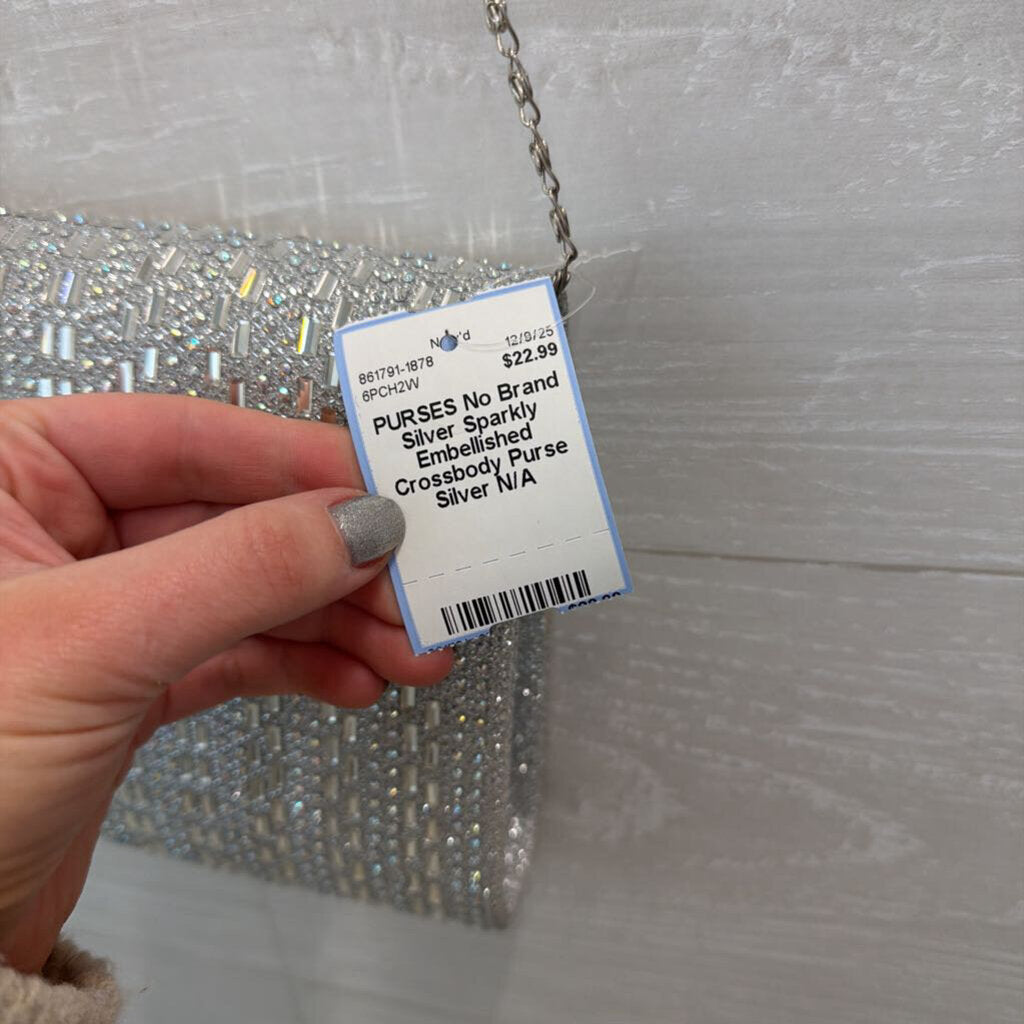 12/9/25
861791-1878
$22.99
6PCH2W
PURSES No Brand
Silver Sparkly
Embellished
Crossbody Purse
Silver N/A